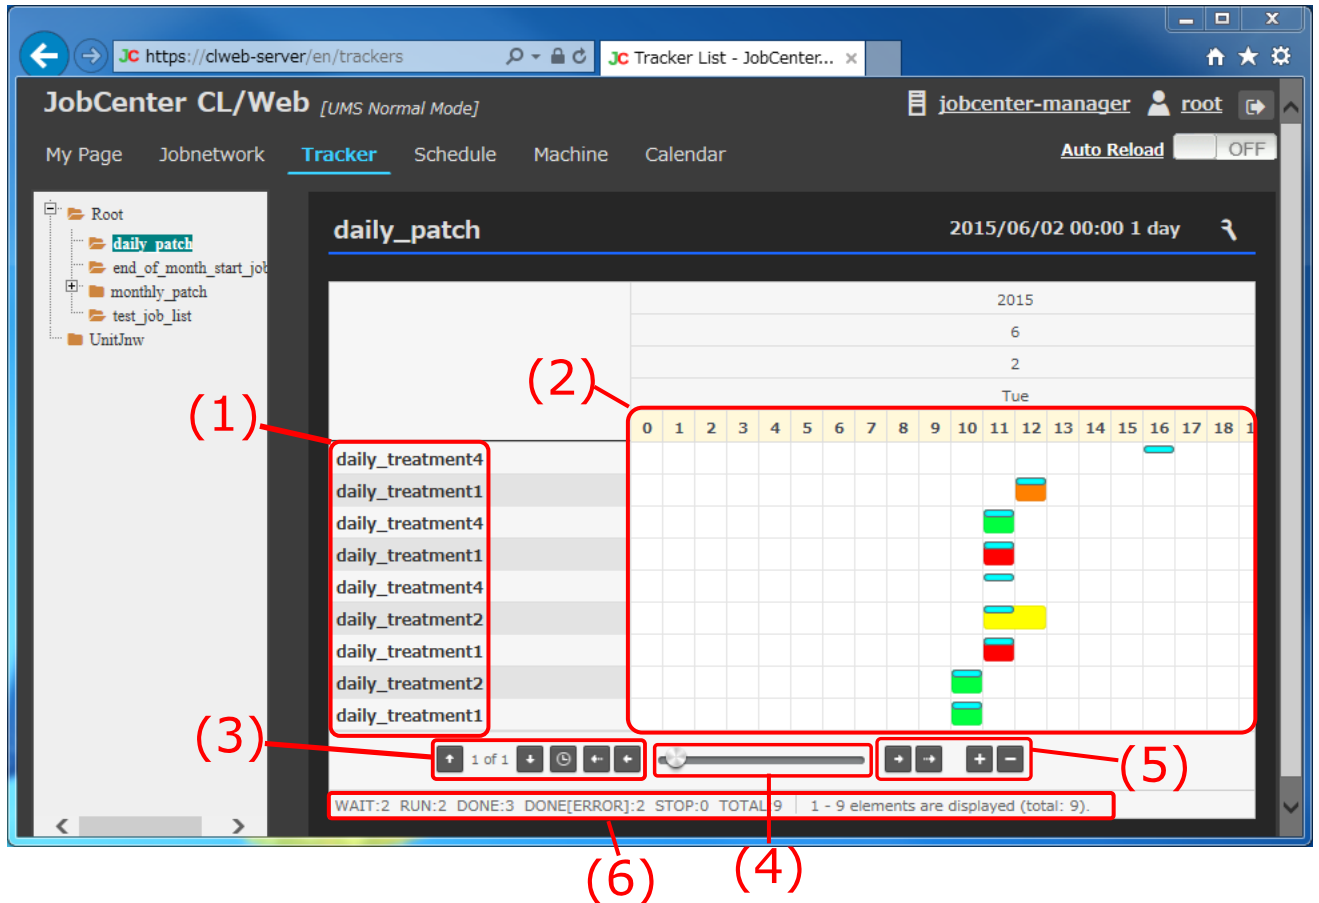 https://clweb-server/en/trackers
JC Tracker List - JobCenter...
JobCenter CL/Web [UMS Normal Mode]
jobcenter-manager root
My Page Jobnetwork Tracker Schedule Machine Calendar
Auto Reload OFF
Root
daily_patch
end_of_month_start_job
monthly_patch
test_job_list
UnitJnw
daily_patch 2015/06/02 00:00 1 day
2015
6
2
Tue
(2)
(1)
0 1 2 3 4 5 6 7 8 9 10 11 12 13 14 15 16 17 18 1
daily_treatment4
daily_treatment1
daily_treatment4
daily_treatment1
daily_treatment4
daily_treatment2
daily_treatment1
daily_treatment2
daily_treatment1
(3)
1 of 1
(5)
WAIT:2 RUN:2 DONE:3 DONE[ERROR]:2 STOP:0 TOTAL:9 1 - 9 elements are displayed (total: 9).
(6)
(4)